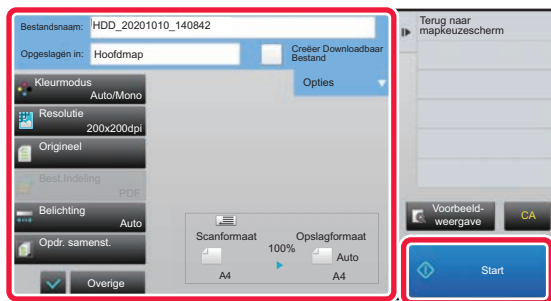 Bestandsnaam: HDD_20201010_140842
Opgeslagen in: Hoofdmap
Creëer Downloadbaar
Bestand
Opties
Kleurmodus
Auto/Mono
Resolutie
200x200dpi
Origineel
Best.Indeling
PDF
Belichting
Auto
Opdr. samenst.
Overige
Scanformaat
100%
Opslagformaat
Auto
A4
A4
Terug naar
mapkeuzescherm
Voorbeeld-
weergave
CA
Start